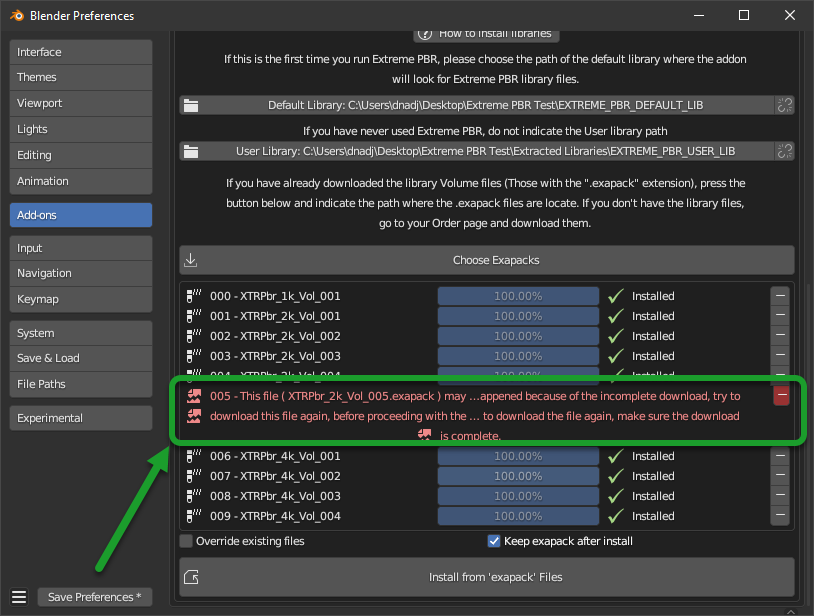 Blender Preferences
Interface
Themes
Viewport
Lights
Editing
Animation
Add-ons
Input
Navigation
Keymap
System
Save & Load
File Paths
Experimental
Save Preferences *
How to install libraries
If this is the first time you run Extreme PBR, please choose the path of the default library where the addon
will look for Extreme PBR library files.
Default Library: C:\Users\dnadj\Desktop\Extreme PBR Test\EXTREME_PBR_DEFAULT_LIB
If you have never used Extreme PBR, do not indicate the User library path
User Library: C:\Users\dnadj\Desktop\Extreme PBR Test\Extracted Libraries\EXTREME_PBR_USER_LIB
If you have already downloaded the library Volume files (Those with the ".exapack" extension), press the
button below and indicate the path where the .exapack files are locate. If you don't have the library files,
go to your Order page and download them.
Choose Exapacks
000 - XTRPbr_1k_Vol_001 100.00% Installed
001 - XTRPbr_2k_Vol_001 100.00% Installed
002 - XTRPbr_2k_Vol_002 100.00% Installed
003 - XTRPbr_2k_Vol_003 100.00% Installed
004 - XTRPbr_2k_Vol_004 100.00% Installed
005 - This file ( XTRPbr_2k_Vol_005.exapack ) may ...appened because of the incomplete download, try to
download this file again, before proceeding with the ... to download the file again, make sure the download
is complete.
006 - XTRPbr_4k_Vol_001 100.00% Installed
007 - XTRPbr_4k_Vol_002 100.00% Installed
008 - XTRPbr_4k_Vol_003 100.00% Installed
009 - XTRPbr_4k_Vol_004 100.00% Installed
Override existing files
Keep exapack after install
Install from 'exapack' Files